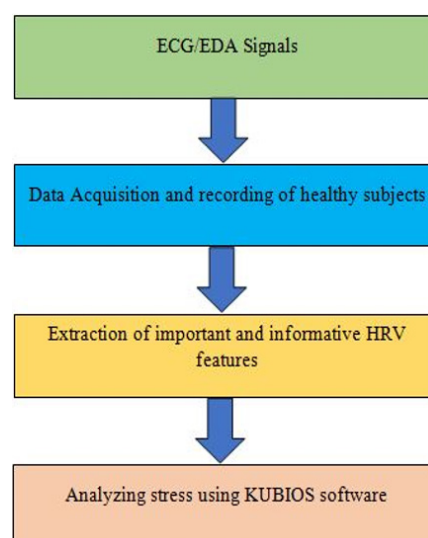 ECG/EDA Signals
Data Acquisition and recording of healthy subjects
Extraction of important and informative HRV
features
Analyzing stress using KUBIOS software